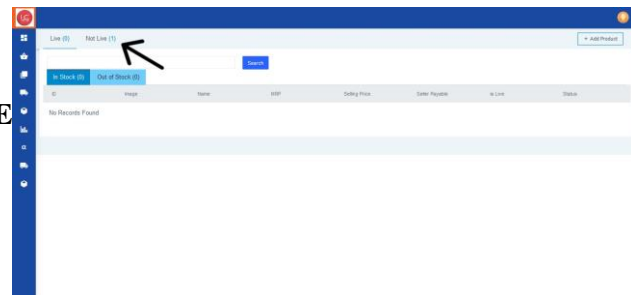 Live (0) Not Live (1)
+ Add Product
Search
In Stock (0) Out of Stock (0)
ID Image Name MRP Selling Price Seller Payable Is Live Status
E
No Records Found